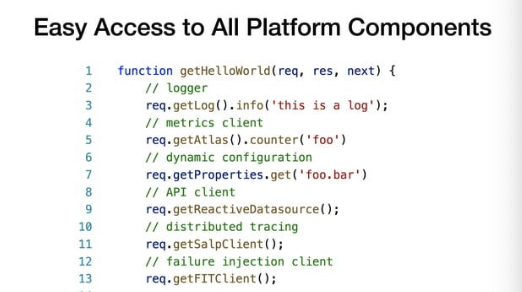 Easy Access to All Platform Components
1 function getHelloWorld(req, res, next) {
2 // logger
3 req.getLog().info('this is a log');
4 // metrics client
5 req.getAtlas().counter('foo')
6 // dynamic configuration
7 req.getProperties.get('foo.bar')
8 // API client
9 req.getReactiveDatasource();
10 // distributed tracing
11 req.getSalpClient();
12 // failure injection client
13 req.getFITClient();